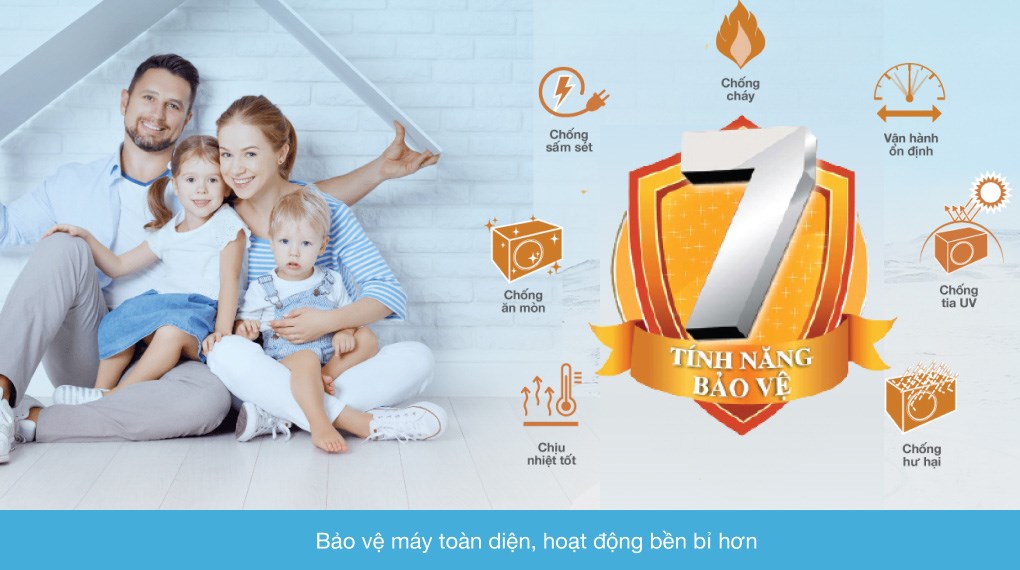 Chống
cháy
Chống
sấm sét
Vận hành
ổn định
7
Chống
ăn mòn
Chống
tia UV
TÍNH NĂNG
BẢO VỆ
Chịu
nhiệt tốt
Chống
hư hại
Bảo vệ máy toàn diện, hoạt động bền bỉ hơn